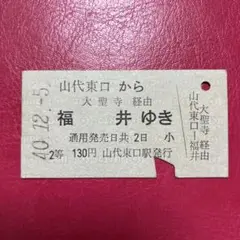 山代東口 から
大聖寺 経由
福 井 ゆき
通用発売日共2日 小
2等 130円 山代東口駅発行
40.12.-5
大聖寺 経由
山代東口—福井